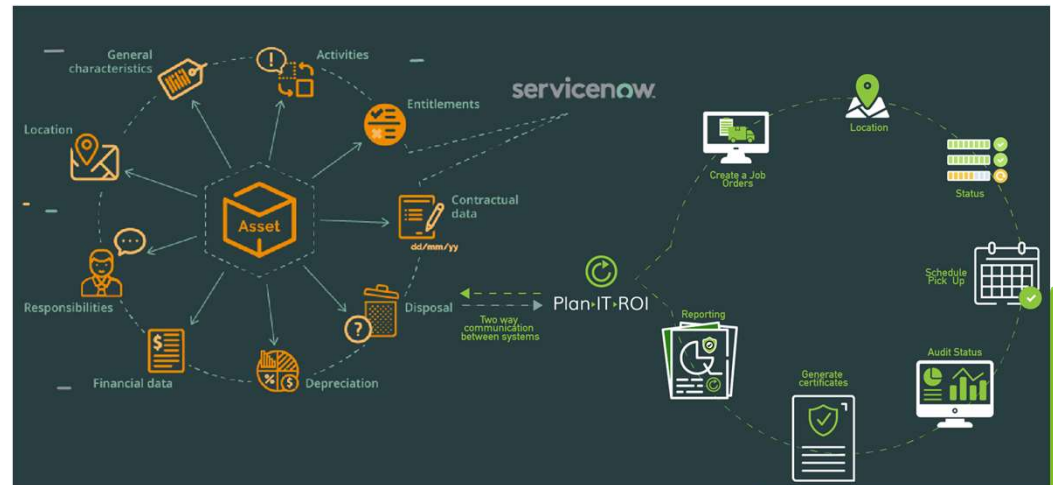 General
characteristics
Activities
Entitlements
Location
Asset
Contractual
data
dd/mm/yy
Responsibilities
Disposal
Financial data
Depreciation
servicenow
Two way
communication
between systems
Plan IT ROI
Create a Job
Orders
Location
Status
Schedule
Pick Up
Audit Status
Generate
certificates
Reporting